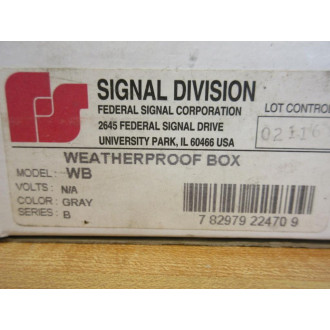 SIGNAL DIVISION
FEDERAL SIGNAL CORPORATION
2645 FEDERAL SIGNAL DRIVE
UNIVERSITY PARK, IL 60466 USA
LOT CONTROL
WEATHERPROOF BOX
MODEL: WB
VOLTS: N/A
COLOR: GRAY
SERIES: B
7 82979 22470 9